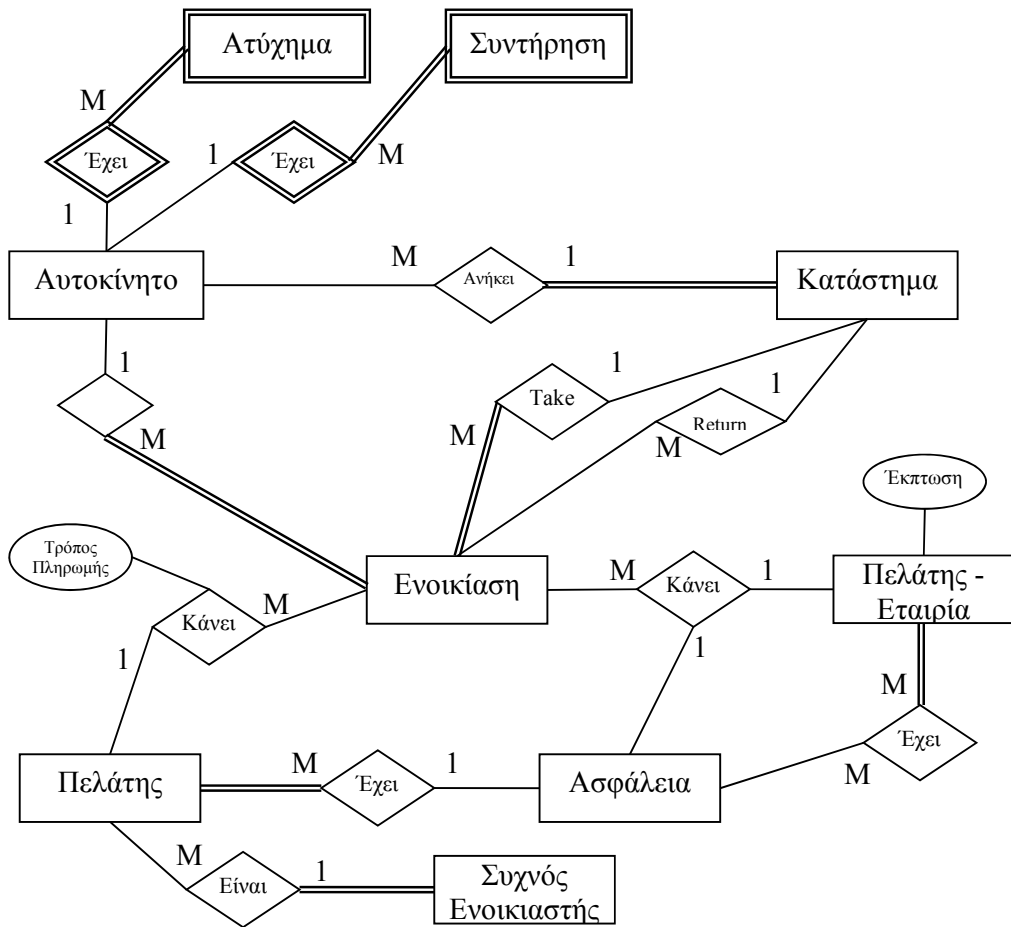 Ατύχημα
Συντήρηση
M
M
Έχει
1
Έχει
1
Αυτοκίνητο
M
Ανήκει
1
Κατάστημα
1
Take
1
1
Return
M
M
M
Έκπτωση
Τρόπος
Πληρωμής
Ενοικίαση
M
Κάνει
1
Πελάτης -
Εταιρία
M
Κάνει
1
1
M
Έχει
M
Πελάτης
M
Έχει
1
Ασφάλεια
M
Είναι
1
Συχνός
Ενοικιαστής